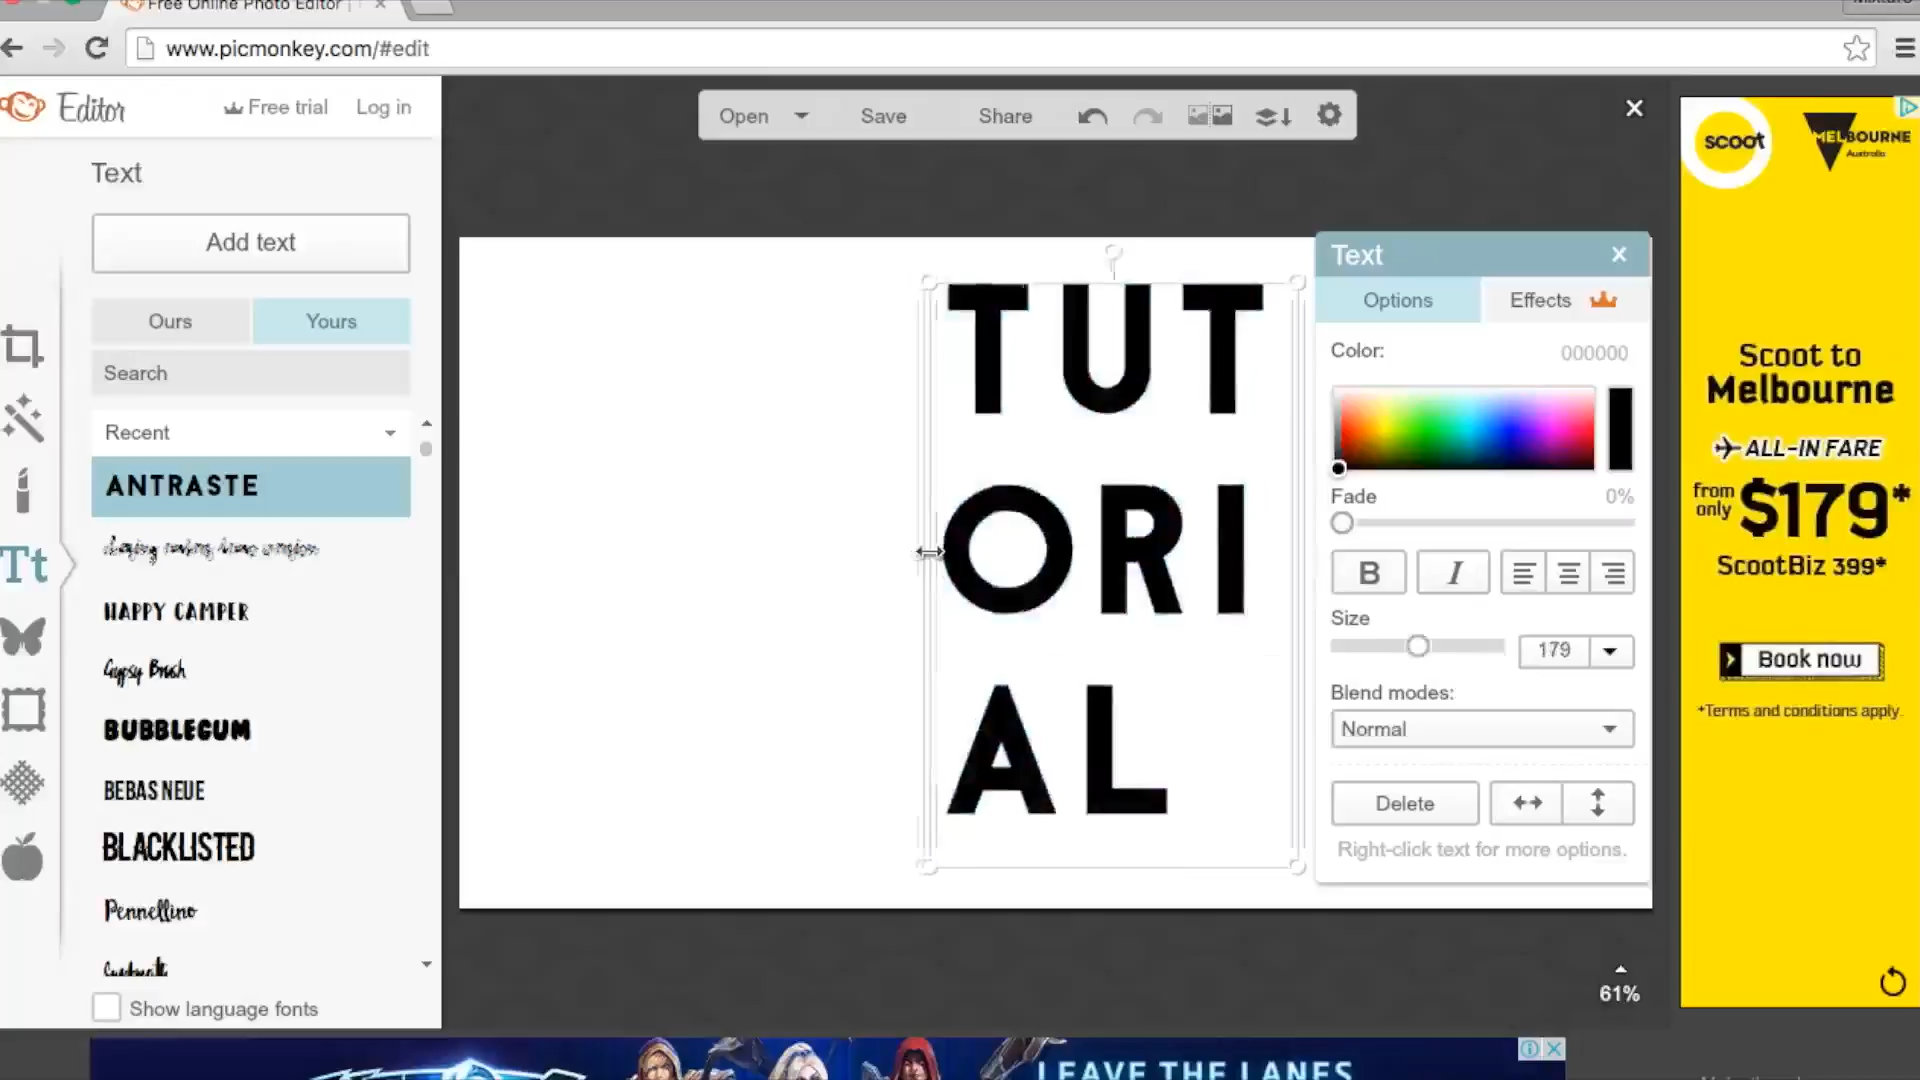 Free Online Photo Editor |
www.picmonkey.com/#edit
Editor
Free trial
Log in
Open
Save
Share
Text
Add text
Ours
Yours
Search
Recent
ANTRASTE
HAPPY CAMPER
Gypsy Brush
BUBBLEGUM
BEBAS NEUE
BLACKLISTED
Pennellino
Show language fonts
Tt
TUT
ORI
AL
Text
Options
Effects
Color:
000000
Fade
0%
B
I
Size
179
Blend modes:
Normal
Delete
Right-click text for more options.
61%
scoot
MELBOURNE
Australia
Scoot to
Melbourne
ALL-IN FARE
from
only
$179*
ScootBiz 399*
Book now
*Terms and conditions apply.
LEAVE THE LANES